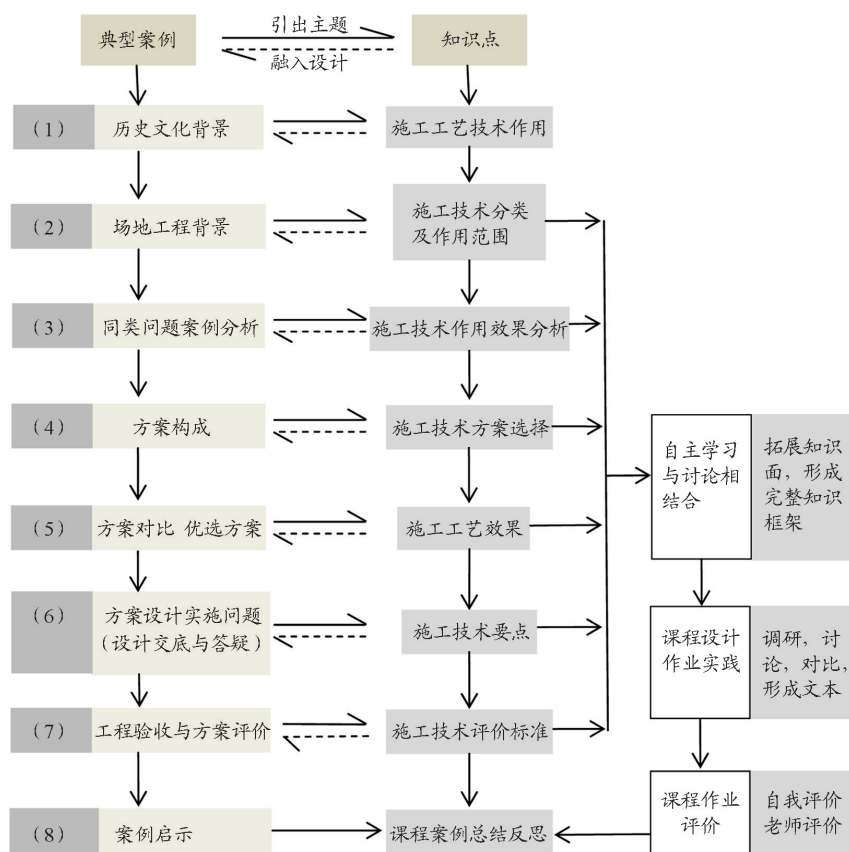 典型案例
引出主题
融入设计
知识点
(1)
历史文化背景
施工工艺技术作用
(2)
场地工程背景
施工技术分类
及作用范围
(3)
同类问题案例分析
施工技术作用效果分析
(4)
方案构成
施工技术方案选择
自主学习
与讨论相
结合
拓展知识
面，形成
完整知识
框架
(5)
方案对比 优选方案
施工工艺效果
(6)
方案设计实施问题
（设计交底与答疑）
施工技术要点
课程设计
作业实践
调研，讨
论，对比，
形成文本
(7)
工程验收与方案评价
施工技术评价标准
(8)
案例启示
课程案例总结反思
课程作业
评价
自我评价
老师评价